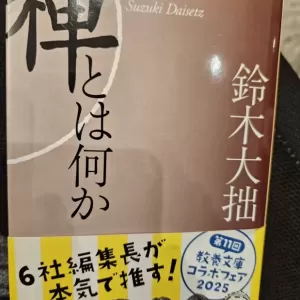 Suzuki Daisetz
禅とは何か
鈴木大拙
6社編集長が
本気で推す！
第11回
教養文庫
コラボフェア
2025